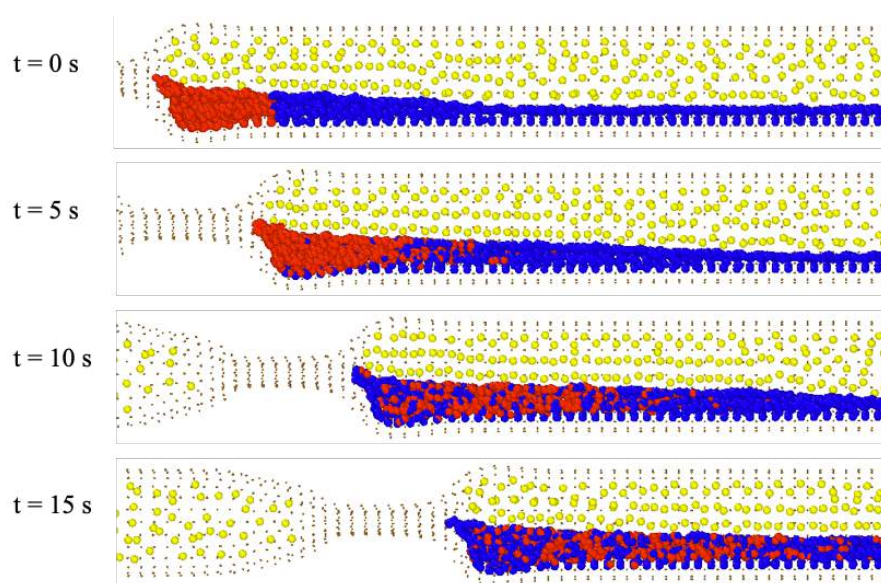 t = 0 s
t = 5 s
t = 10 s
t = 15 s